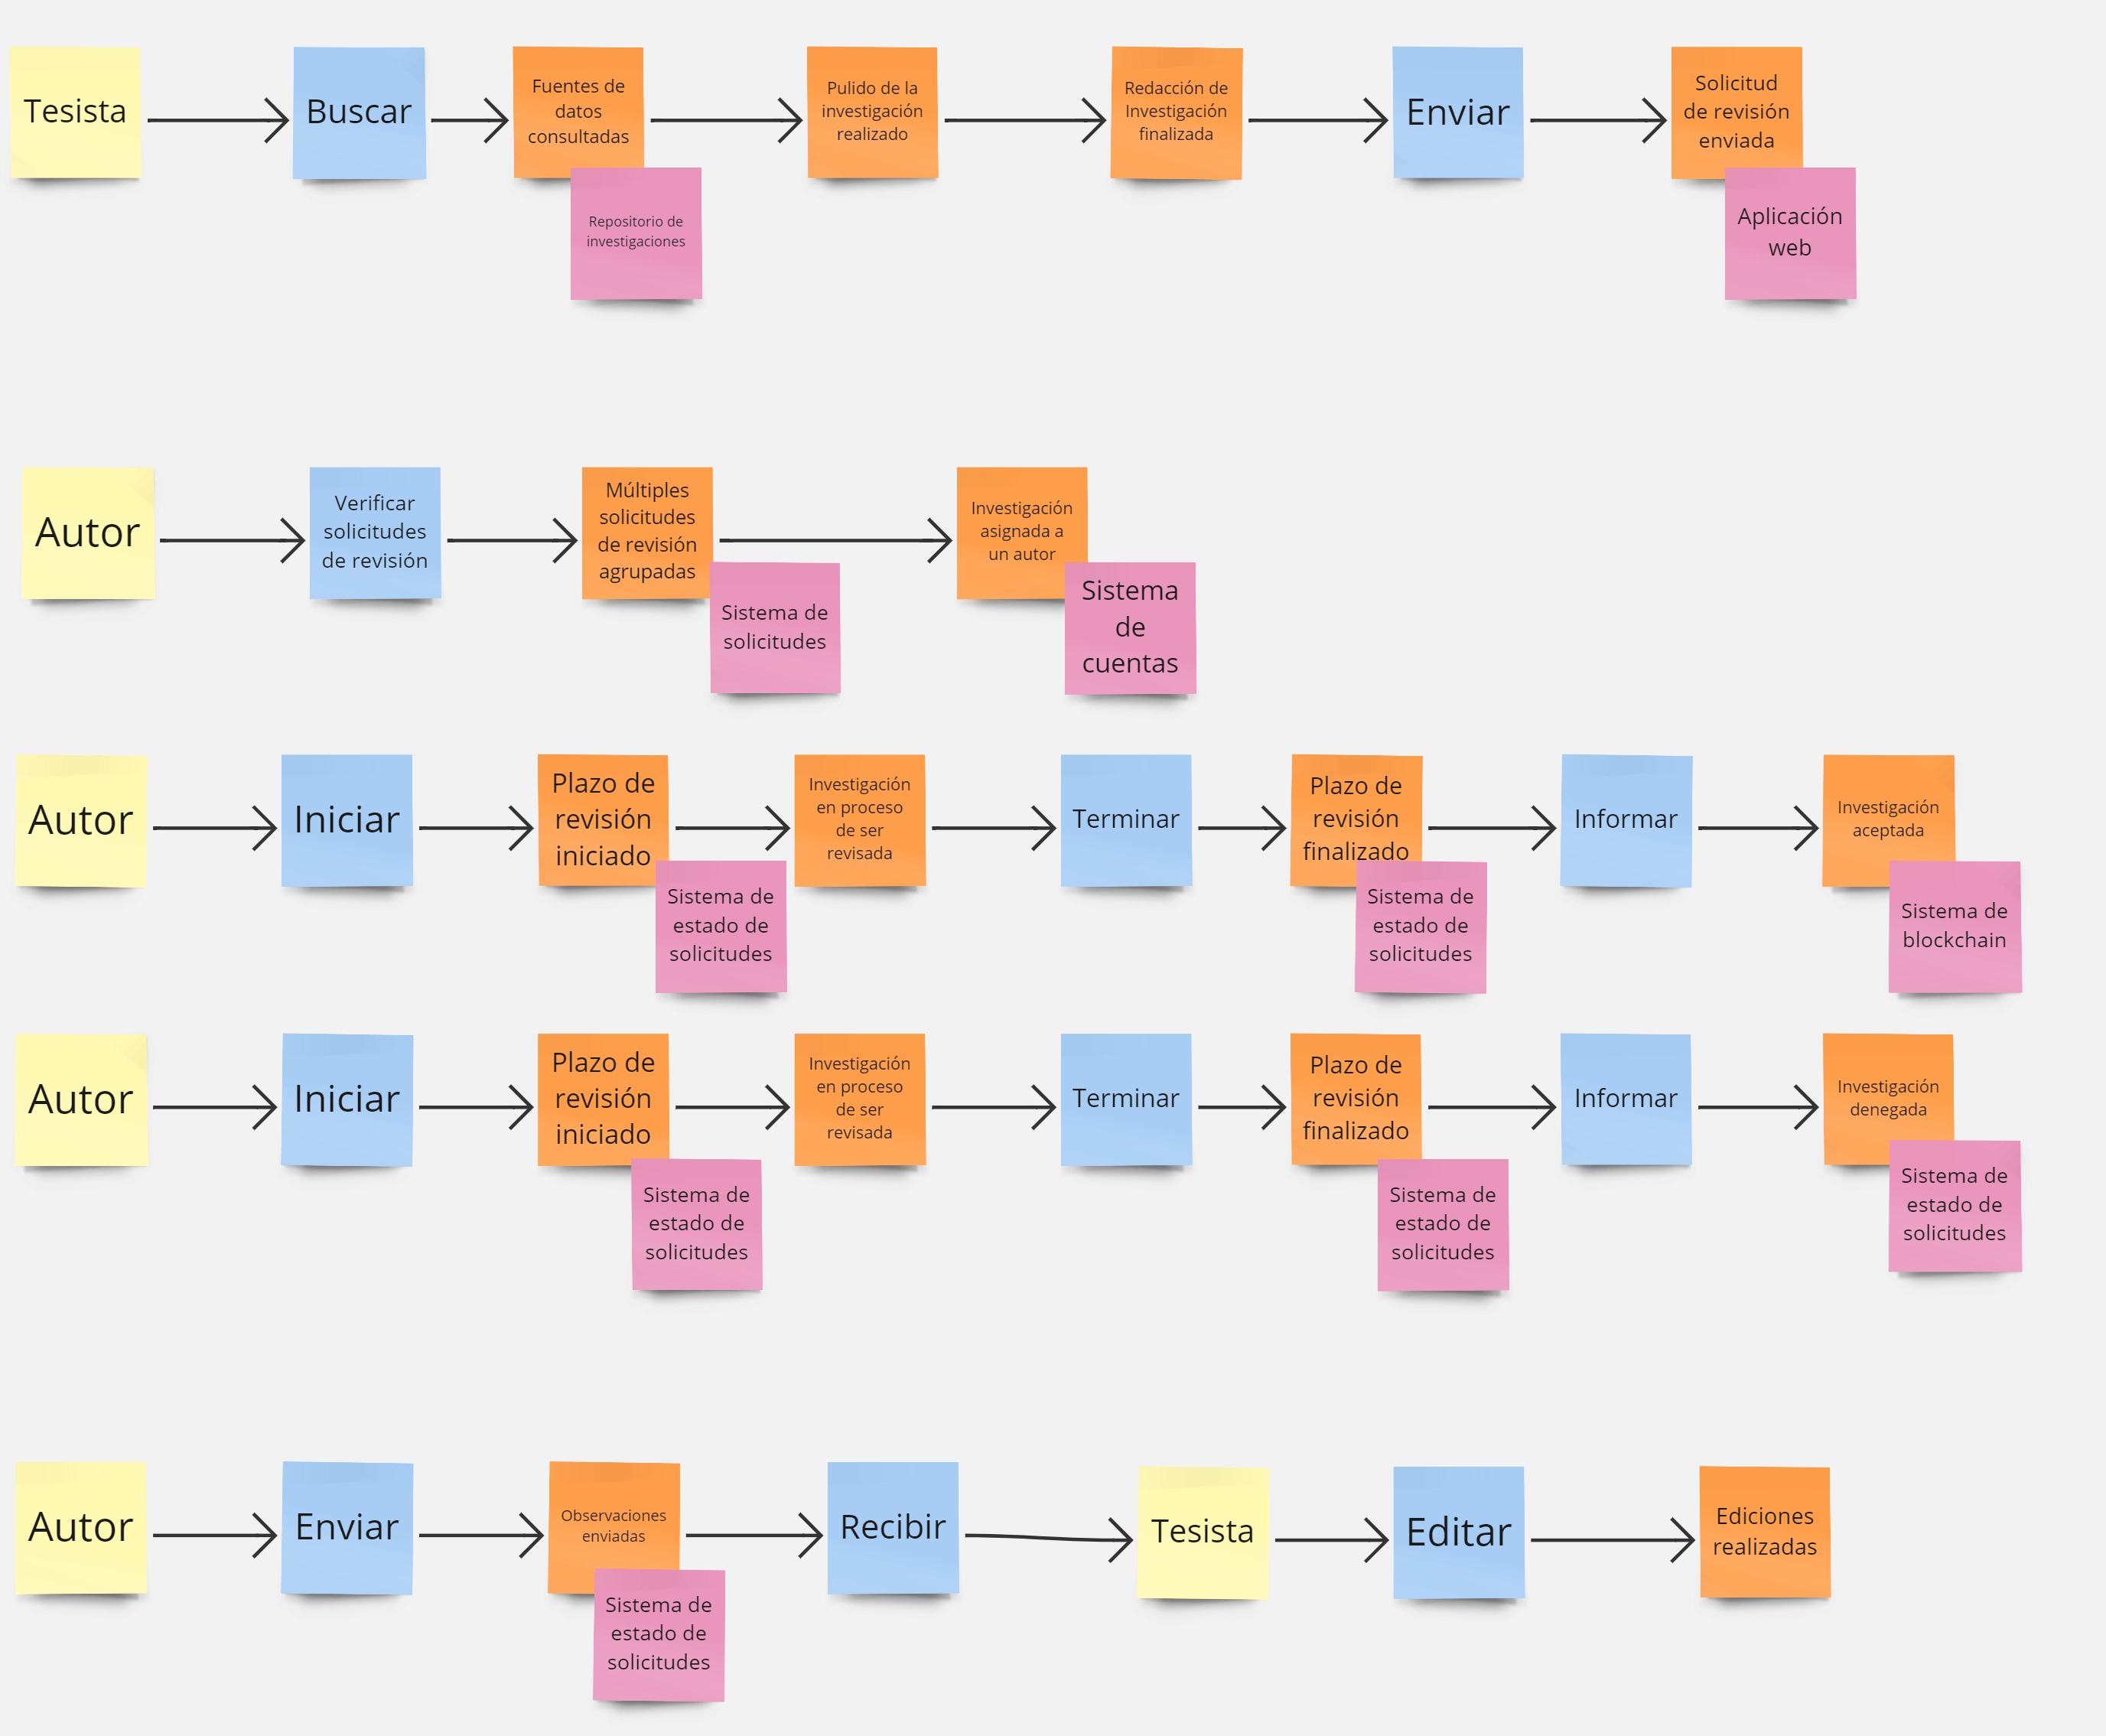 Tesista
Buscar
Fuentes de
datos
consultadas
Repositorio de
investigaciones
Pulido de la
investigación
realizado
Redacción de
Investigación
finalizada
Enviar
Solicitud
de revisión
enviada
Aplicación
web
Autor
Verificar
solicitudes
de revisión
Múltiples
solicitudes
de revisión
agrupadas
Sistema de
solicitudes
Investigación
asignada a
un autor
Sistema
de
cuentas
Autor
Iniciar
Plazo de
revisión
iniciado
Sistema de
estado de
solicitudes
Investigación
en proceso
de ser
revisada
Terminar
Plazo de
revisión
finalizado
Sistema de
estado de
solicitudes
Informar
Investigación
aceptada
Sistema de
blockchain
Autor
Iniciar
Plazo de
revisión
iniciado
Sistema de
estado de
solicitudes
Investigación
en proceso
de ser
revisada
Terminar
Plazo de
revisión
finalizado
Sistema de
estado de
solicitudes
Informar
Investigación
denegada
Sistema de
estado de
solicitudes
Autor
Enviar
Observaciones
enviadas
Sistema de
estado de
solicitudes
Recibir
Tesista
Editar
Ediciones
realizadas